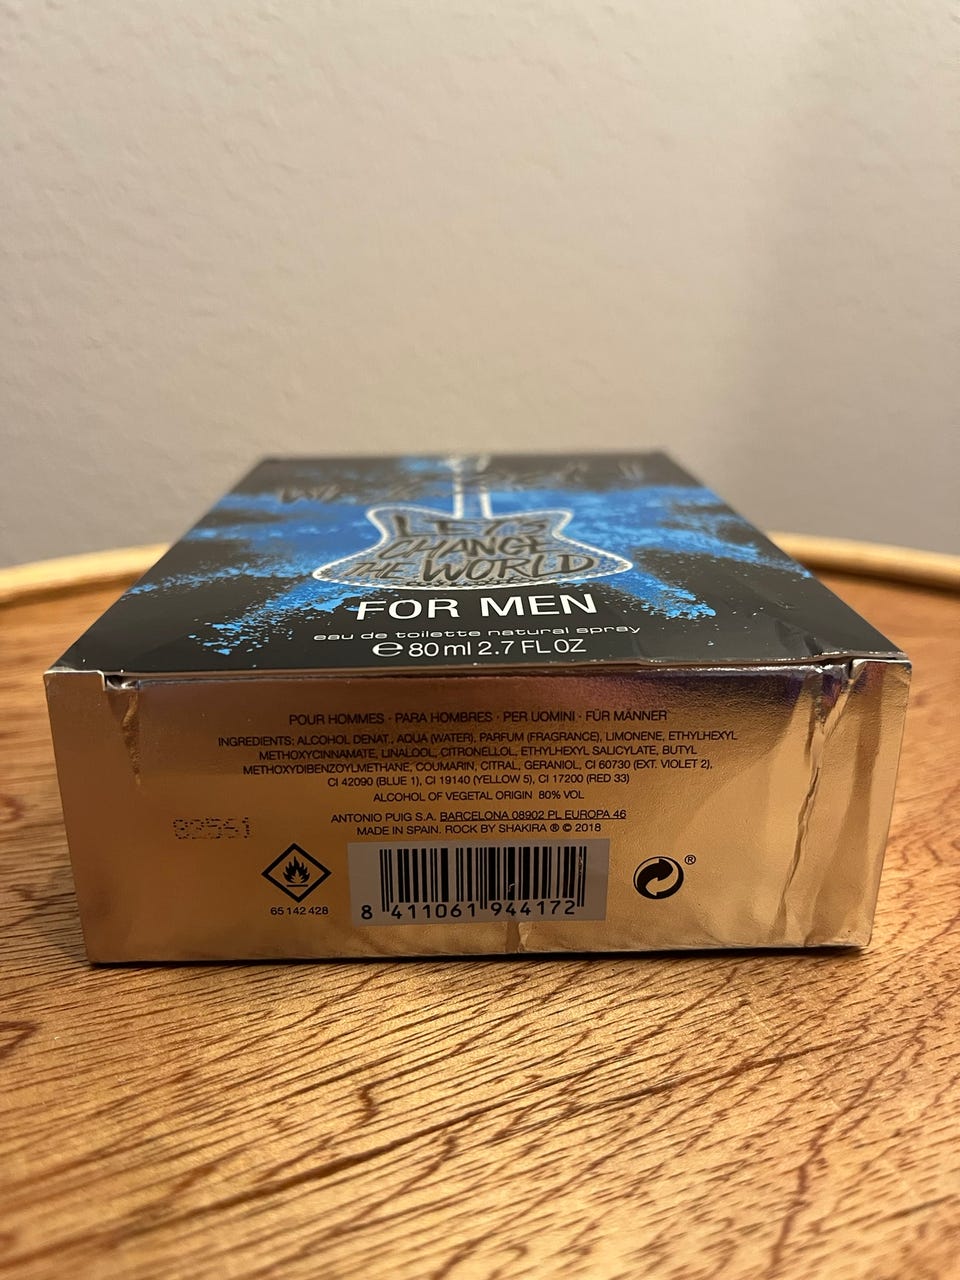 LET'S
CHANGE
THE WORLD
FOR MEN
eau de toilette natural spray
e 80 ml 2.7 FL OZ
POUR HOMMES · PARA HOMBRES · PER UOMINI · FÜR MÄNNER
INGREDIENTS: ALCOHOL DENAT., AQUA (WATER), PARFUM (FRAGRANCE), LIMONENE, ETHYLHEXYL
METHOXYCINNAMATE, LINALOOL, CITRONELLOL, ETHYLHEXYL SALICYLATE, BUTYL
METHOXYDIBENZOYLMETHANE, COUMARIN, CITRAL, GERANIOL, CI 60730 (EXT. VIOLET 2),
CI 42090 (BLUE 1), CI 19140 (YELLOW 5), CI 17200 (RED 33)
ALCOHOL OF VEGETAL ORIGIN 80% VOL
ANTONIO PUIG S.A. BARCELONA 08902 PL EUROPA 46
MADE IN SPAIN. ROCK BY SHAKIRA ® © 2018
82561
65 142 428
8 411061 944172
®